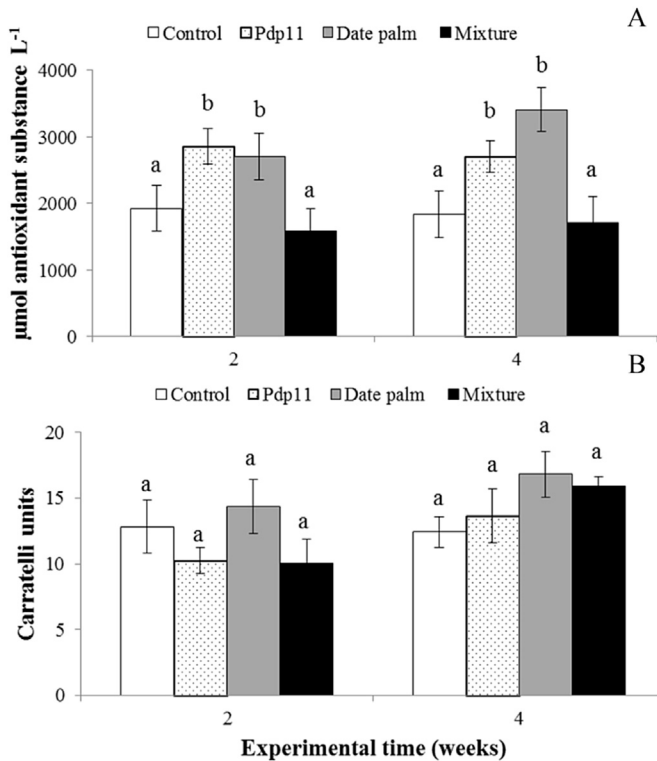 A
Control Pdp11 Date palm Mixture
µmol antioxidant substance L-1
4000
3000
2000
1000
0
a b b a
a b b a
2 4
B
Control Pdp11 Date palm Mixture
Carratelli units
20
15
10
5
0
a a a a
a a a a
2 4
Experimental time (weeks)